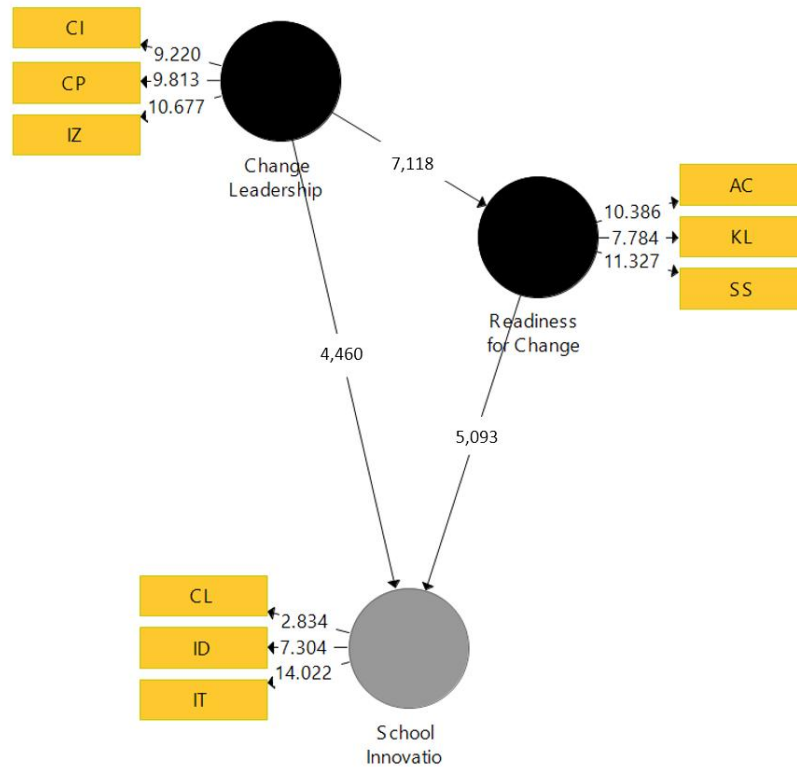 CI
9.220
CP
9.813
IZ
10.677
Change
Leadership
7,118
AC
10.386
KL
7.784
SS
11.327
Readiness
for Change
4,460
5,093
CL
2.834
ID
7.304
IT
14.022
School
Innovatio